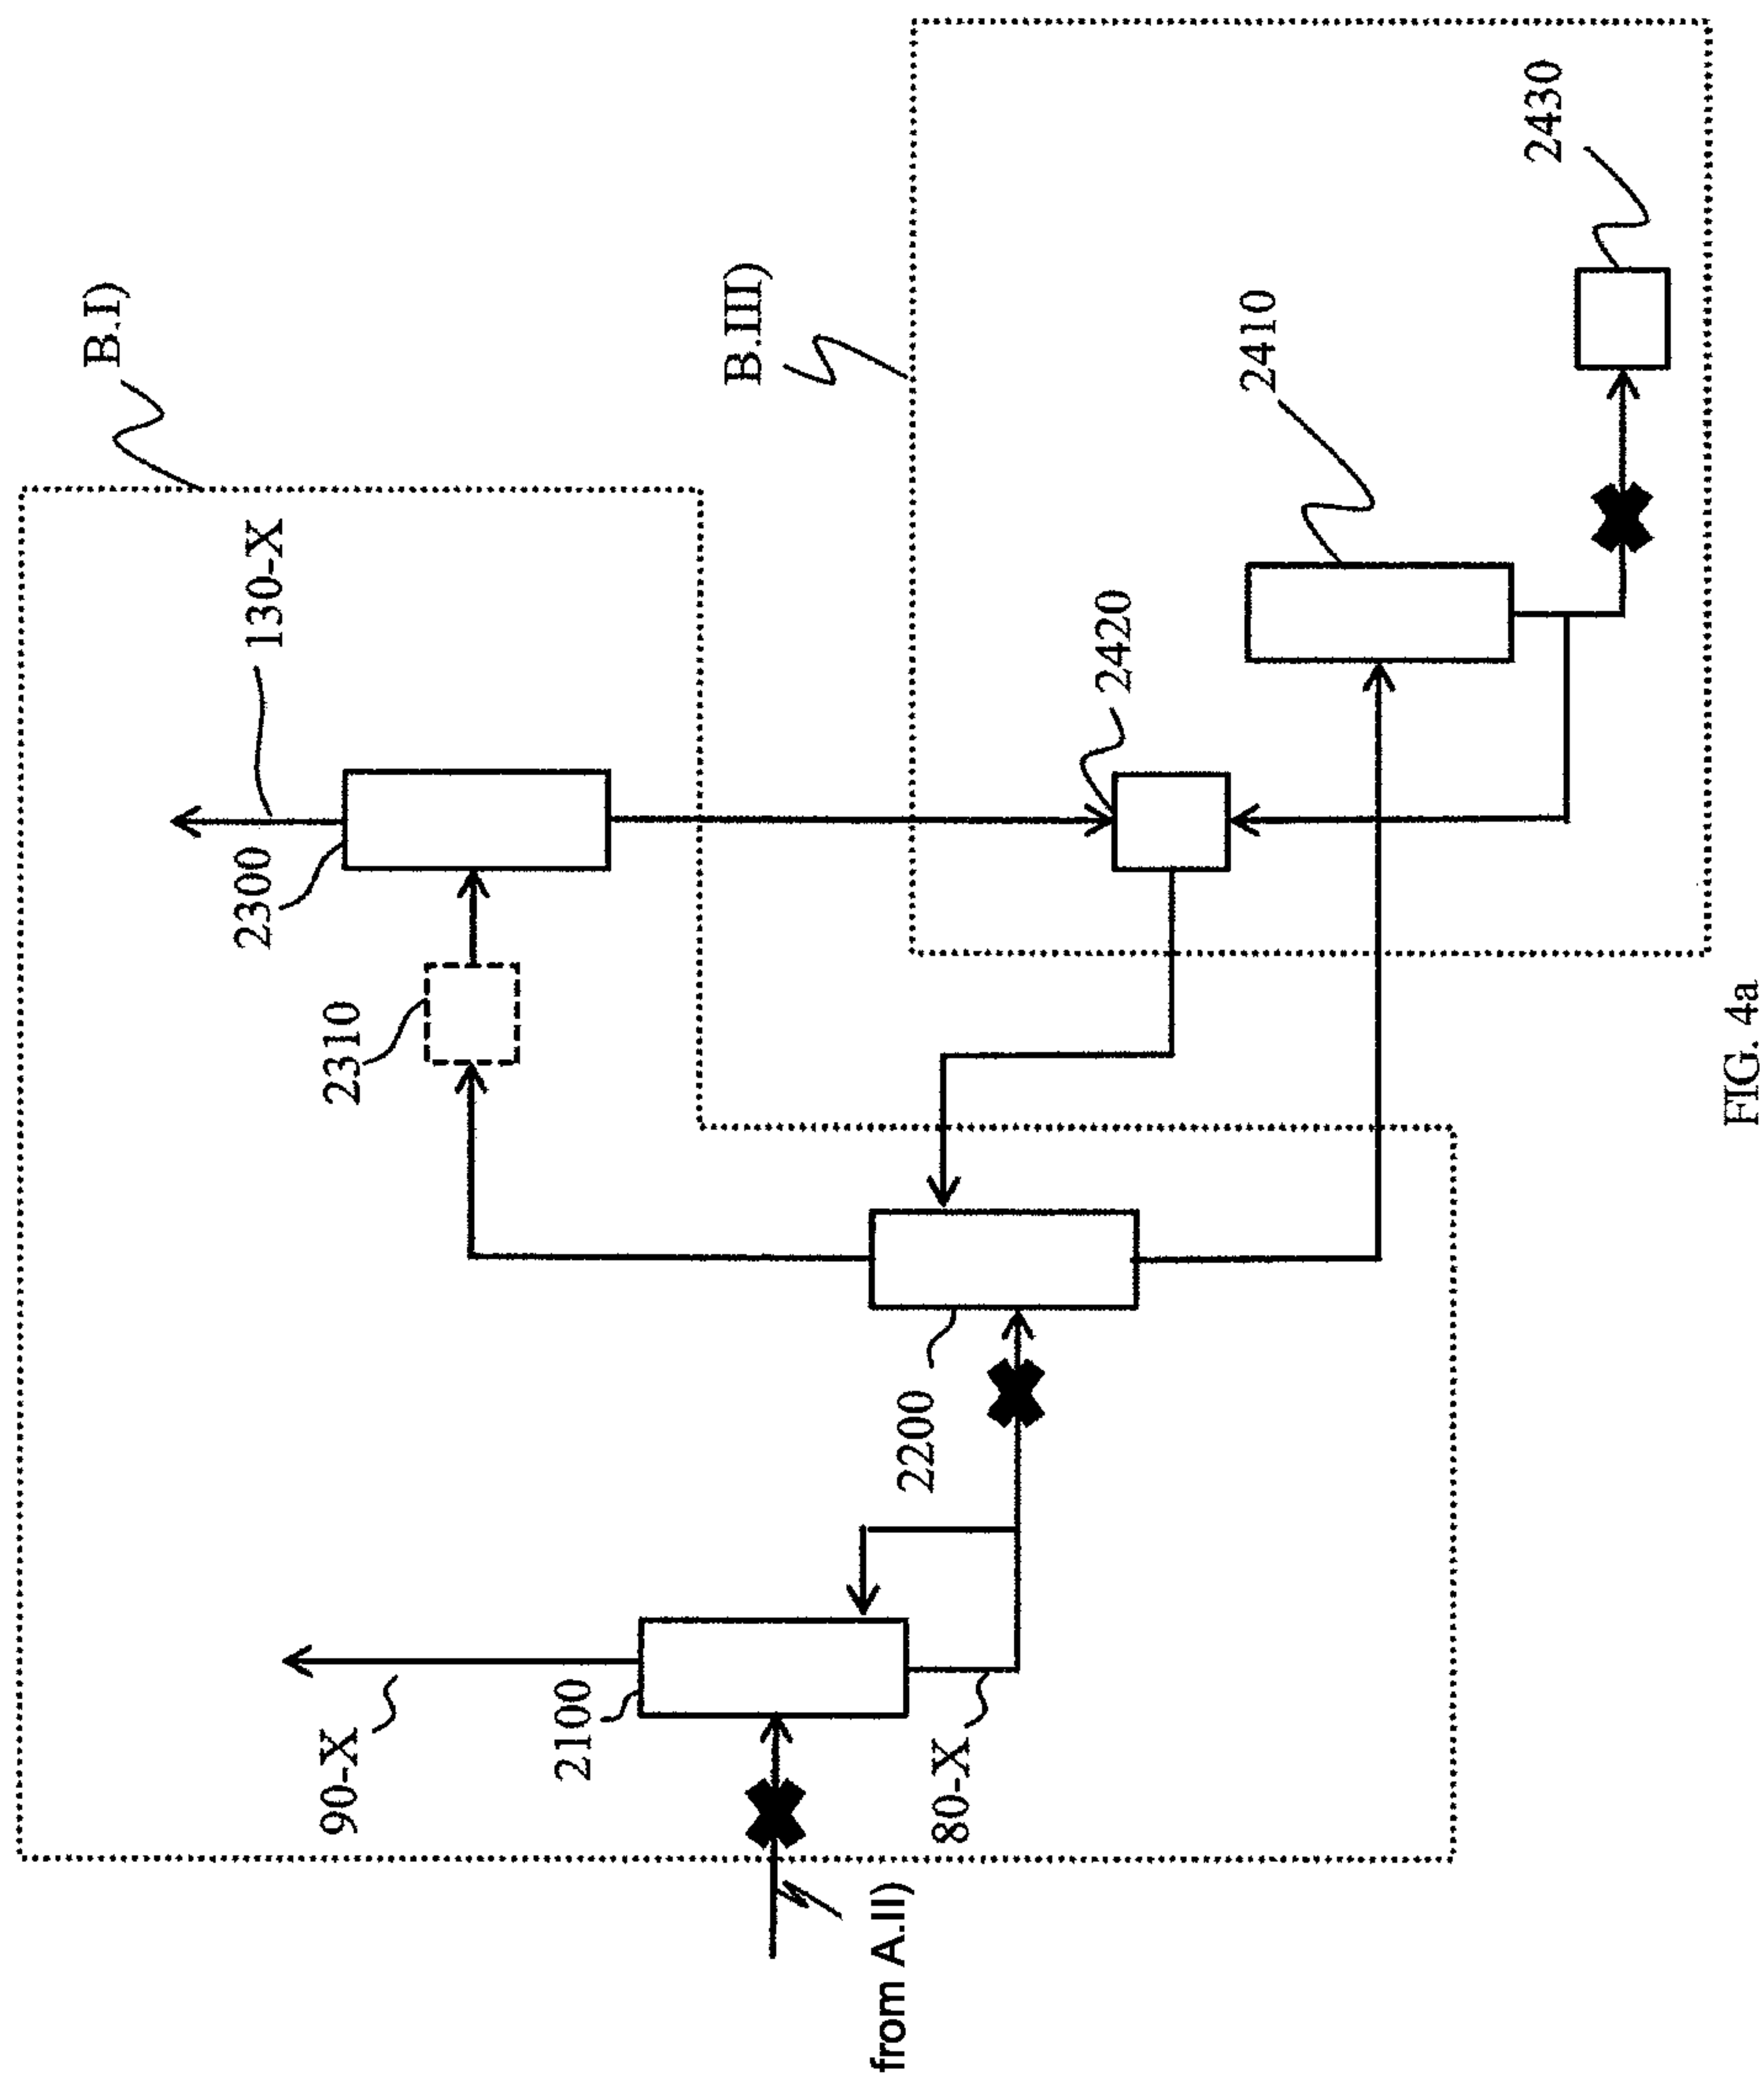 B.I)
130-X
2300
2310
B.III)
2430
2410
2420
90-X
2100
2200
80-X
from A.II)
FIG. 4a